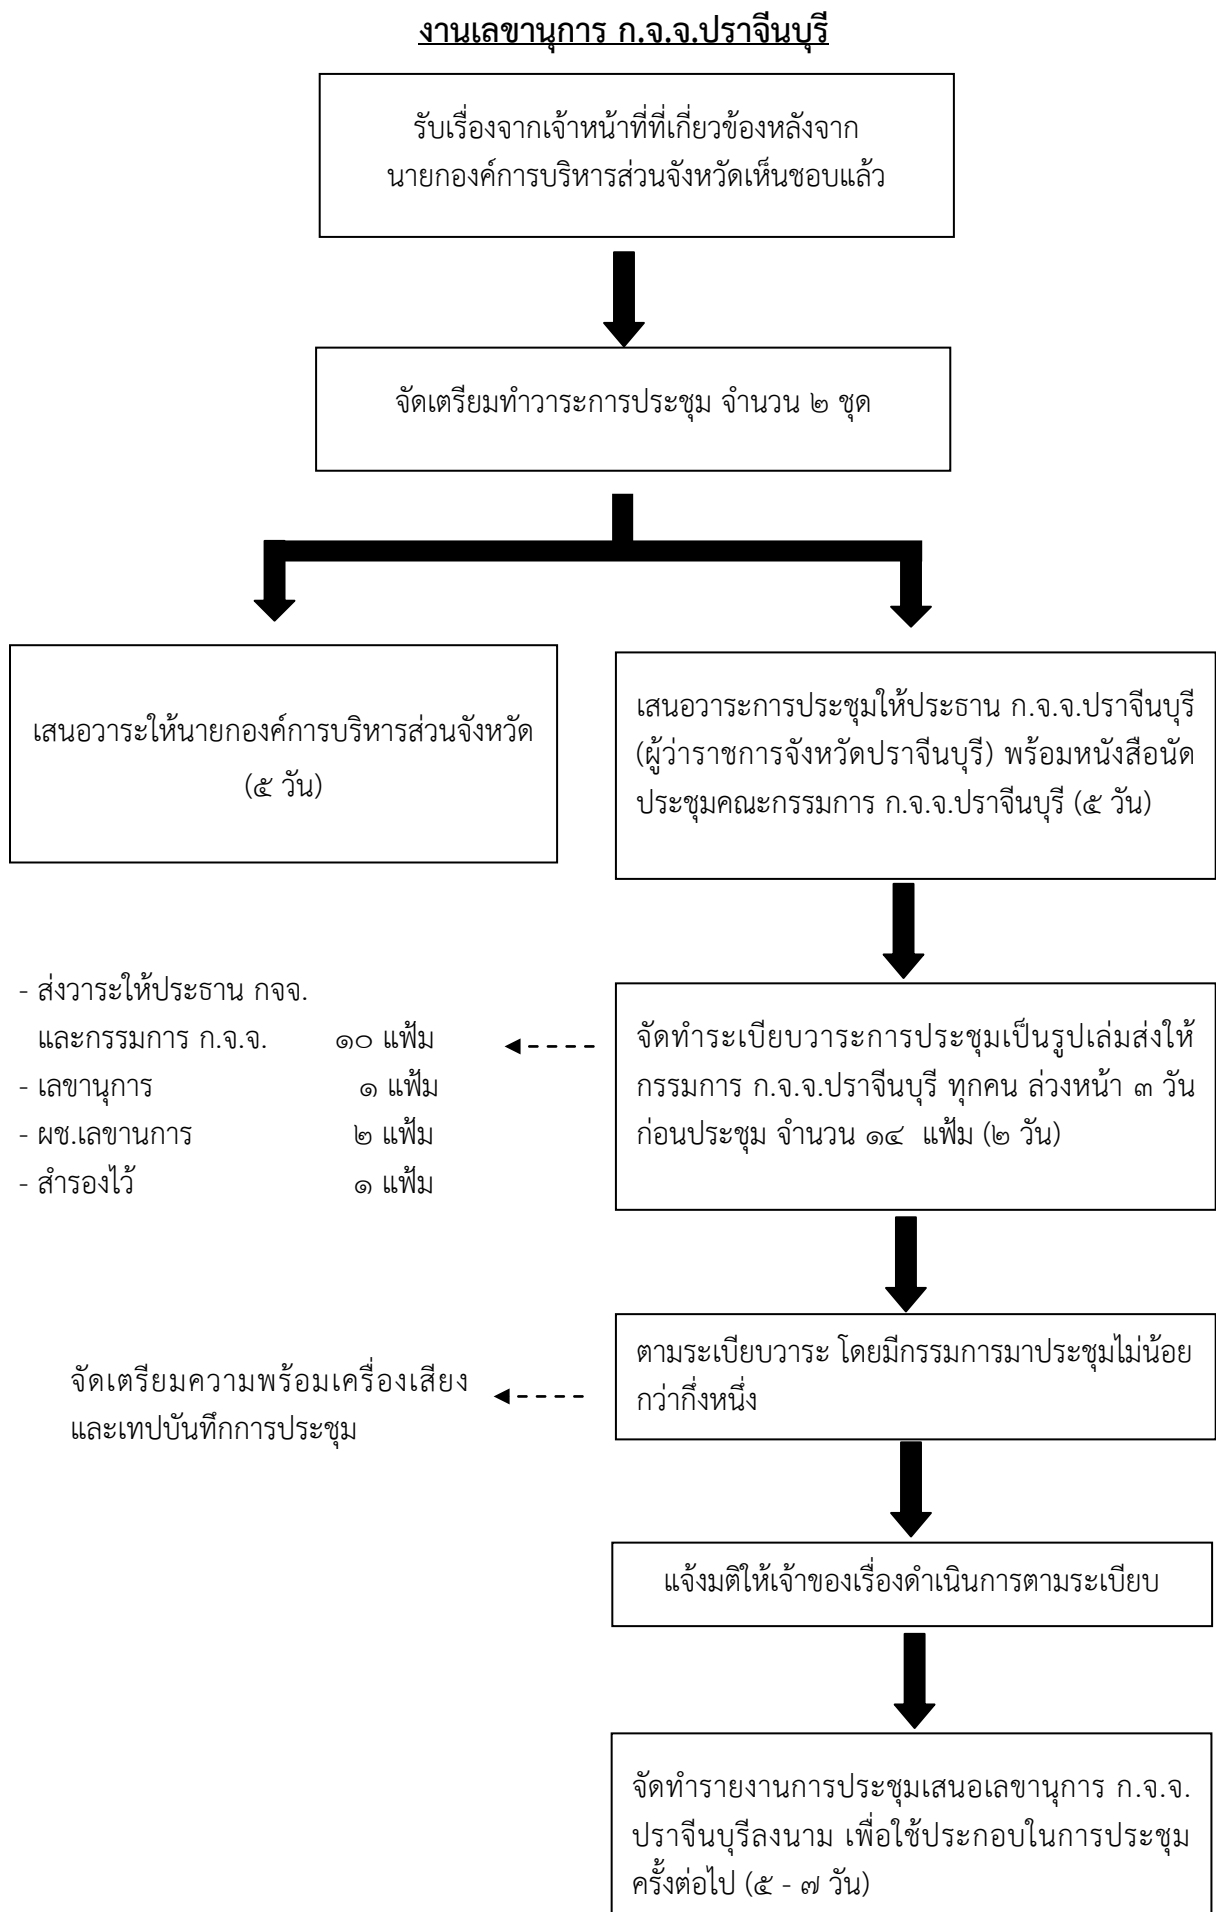 งานเลขานุการ ก.จ.จ.ปราจีนบุรี
รับเรื่องจากเจ้าหน้าที่ที่เกี่ยวข้องหลังจาก
นายกองค์การบริหารส่วนจังหวัดเห็นชอบแล้ว
จัดเตรียมทำวาระการประชุม จำนวน ๒ ชุด
เสนอวาระให้นายกองค์การบริหารส่วนจังหวัด
(๕ วัน)
เสนอวาระการประชุมให้ประธาน ก.จ.จ.ปราจีนบุรี
(ผู้ว่าราชการจังหวัดปราจีนบุรี) พร้อมหนังสือนัด
ประชุมคณะกรรมการ ก.จ.จ.ปราจีนบุรี (๕ วัน)
- ส่งวาระให้ประธาน กจจ.
และกรรมการ ก.จ.จ. ๑๐ แฟ้ม
- เลขานุการ ๑ แฟ้ม
- ผช.เลขานการ ๒ แฟ้ม
- สำรองไว้ ๑ แฟ้ม
จัดทำระเบียบวาระการประชุมเป็นรูปเล่มส่งให้
กรรมการ ก.จ.จ.ปราจีนบุรี ทุกคน ล่วงหน้า ๓ วัน
ก่อนประชุม จำนวน ๑๔ แฟ้ม (๒ วัน)
จัดเตรียมความพร้อมเครื่องเสียง
และเทปบันทึกการประชุม
ตามระเบียบวาระ โดยมีกรรมการมาประชุมไม่น้อย
กว่ากึ่งหนึ่ง
แจ้งมติให้เจ้าของเรื่องดำเนินการตามระเบียบ
จัดทำรายงานการประชุมเสนอเลขานุการ ก.จ.จ.
ปราจีนบุรีลงนาม เพื่อใช้ประกอบในการประชุม
ครั้งต่อไป (๕ - ๗ วัน)